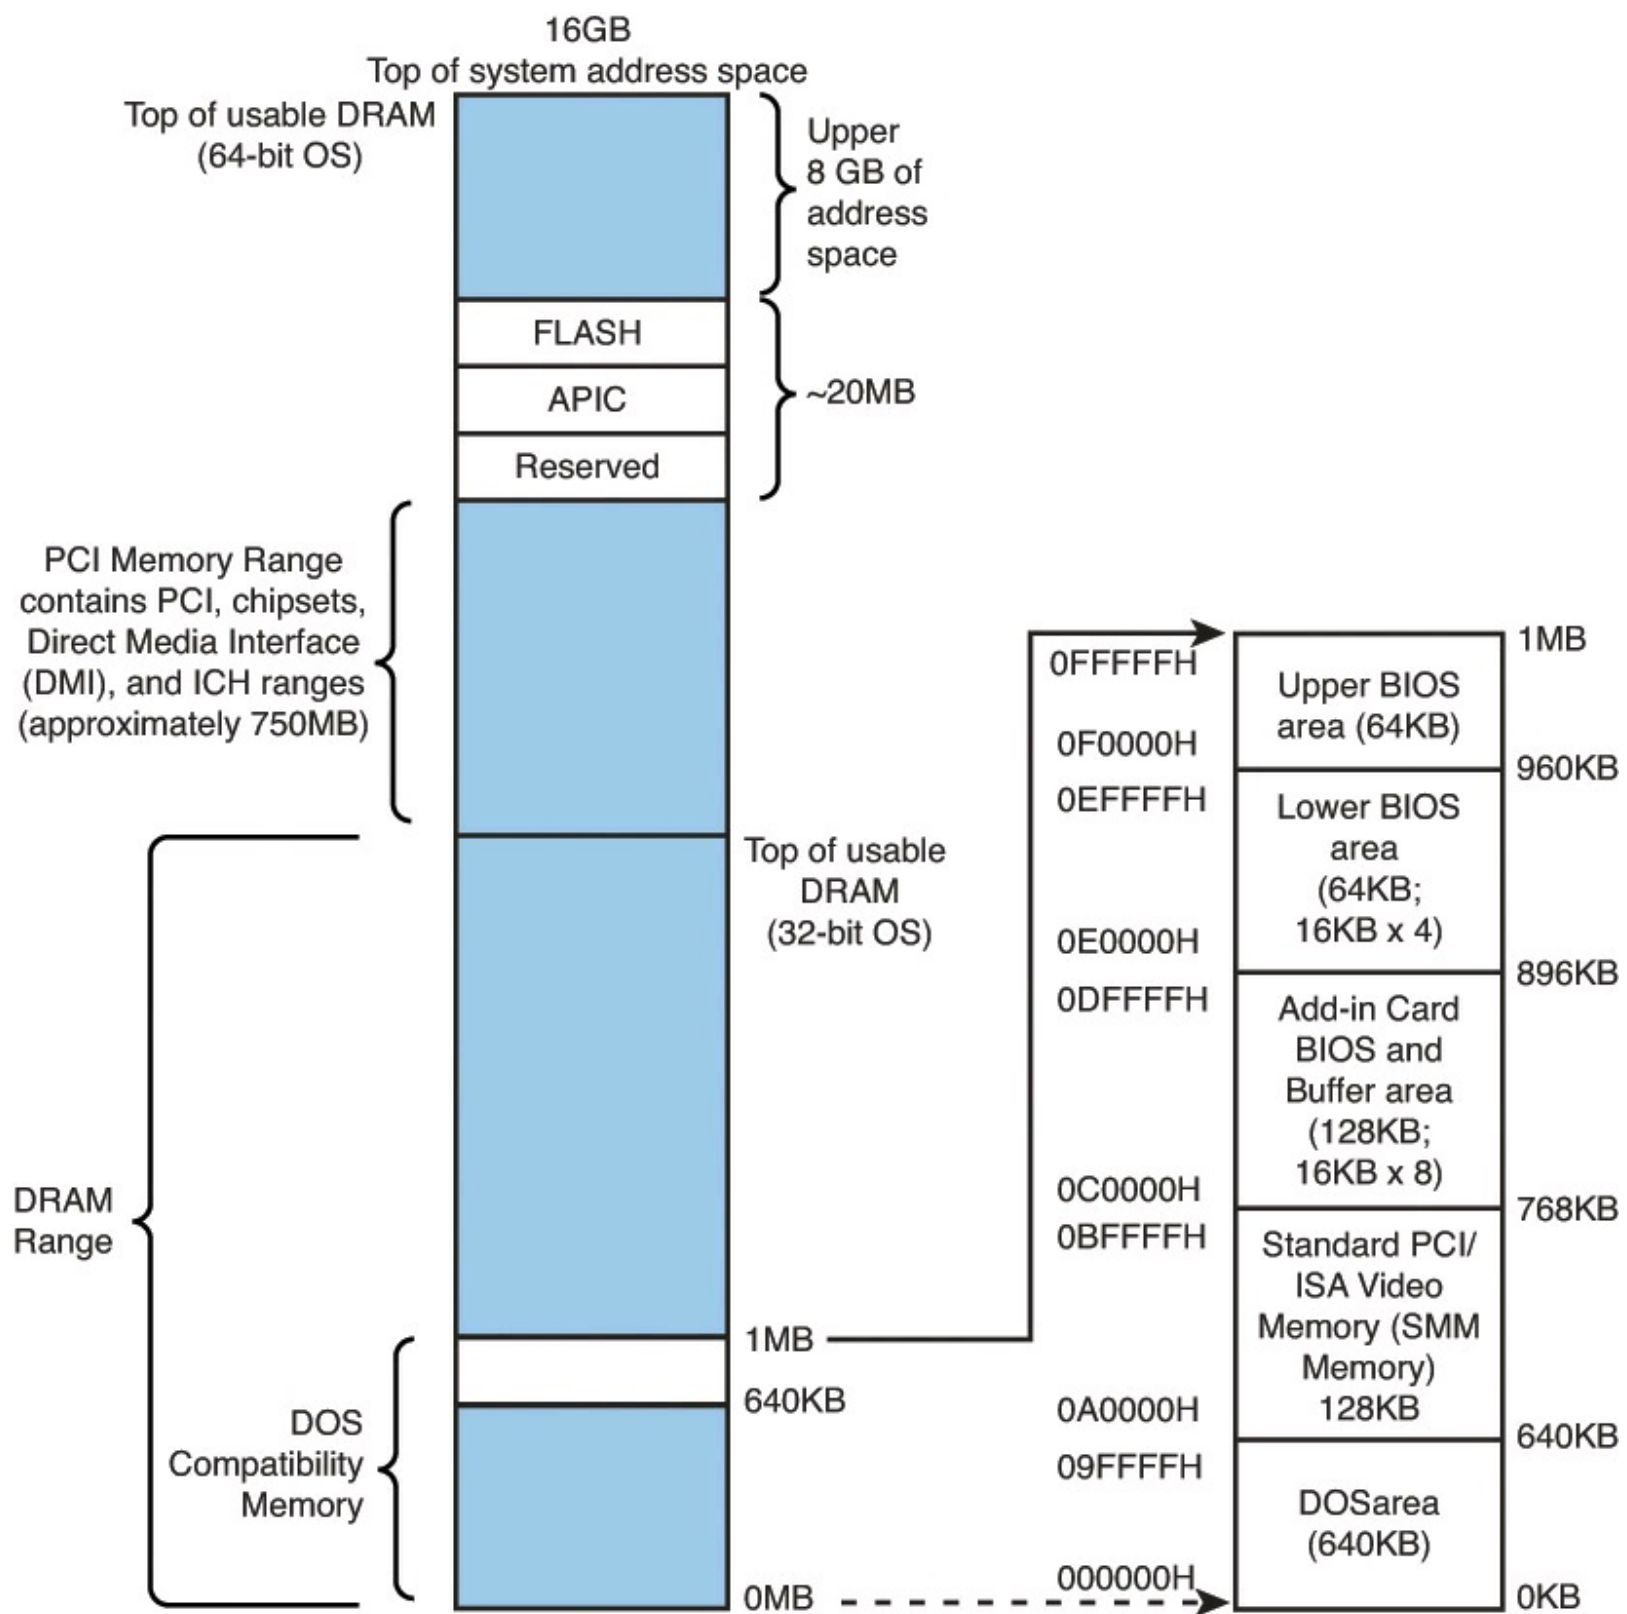 16GB
Top of system address space
Top of usable DRAM
(64-bit OS)
Upper
8 GB of
address
space
FLASH
APIC
Reserved
~20MB
PCI Memory Range
contains PCI, chipsets,
Direct Media Interface
(DMI), and ICH ranges
(approximately 750MB)
Top of usable
DRAM
(32-bit OS)
DRAM
Range
1MB
640KB
DOS
Compatibility
Memory
0MB
0FFFFFH
0F0000H
0EFFFFH
0E0000H
0DFFFFH
0C0000H
0BFFFFH
0A0000H
09FFFFH
000000H
Upper BIOS
area (64KB)
Lower BIOS
area
(64KB;
16KB x 4)
Add-in Card
BIOS and
Buffer area
(128KB;
16KB x 8)
Standard PCI/
ISA Video
Memory (SMM
Memory)
128KB
DOSarea
(640KB)
1MB
960KB
896KB
768KB
640KB
0KB